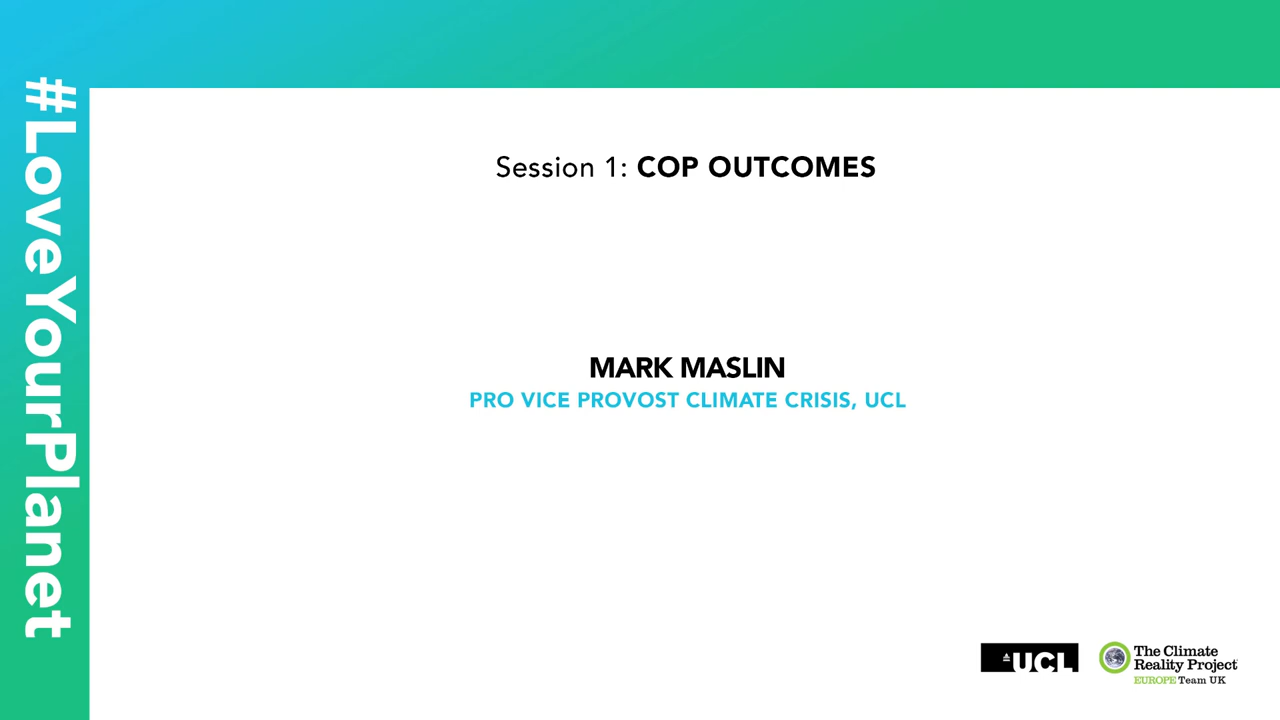 #LoveYourPlanet
Session 1: COP OUTCOMES
MARK MASLIN
PRO VICE PROVOST CLIMATE CRISIS, UCL
UCL
The Climate
Reality Project
EUROPE Team UK